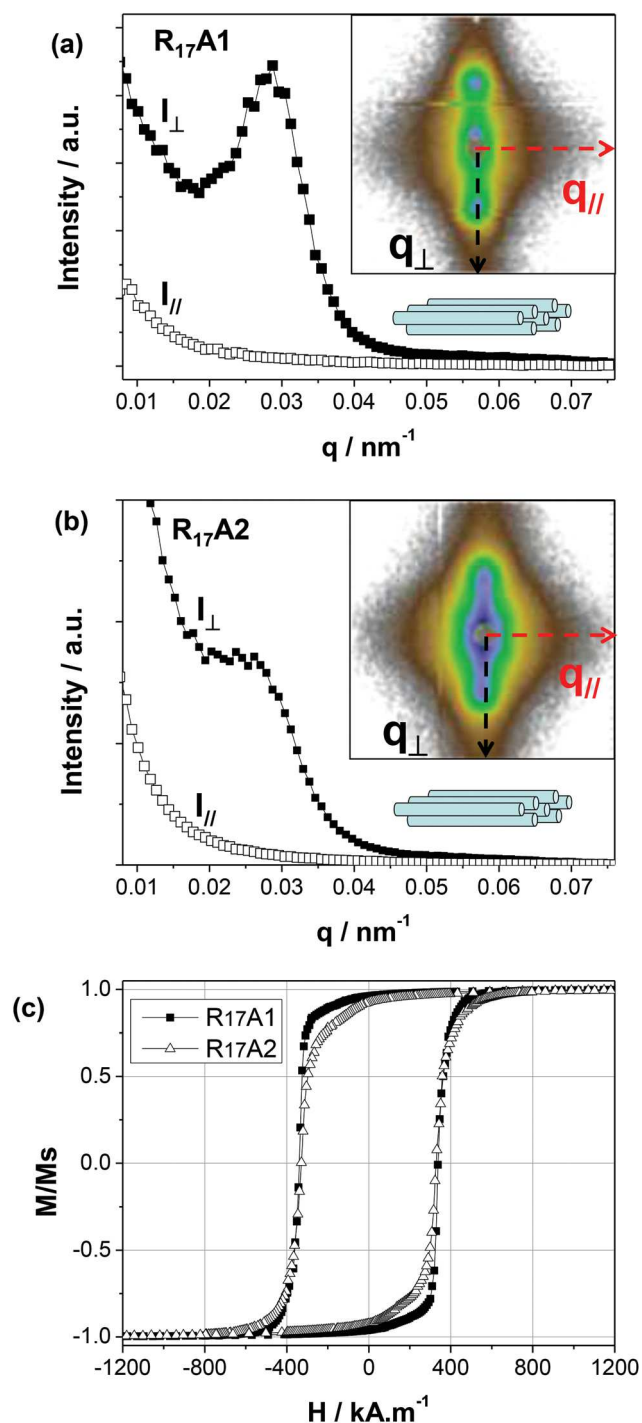 (a)
R₁₇A1
I⊥
I//
q//
q⊥
Intensity / a.u.
0.01 0.02 0.03 0.04 0.05 0.06 0.07
q / nm⁻¹
(b)
R₁₇A2
I⊥
I//
q//
q⊥
Intensity / a.u.
0.01 0.02 0.03 0.04 0.05 0.06 0.07
q / nm⁻¹
(c)
R17A1
R17A2
M/Ms
1.0
0.5
0.0
-0.5
-1.0
-1200 -800 -400 0 400 800 1200
H / kA.m⁻¹